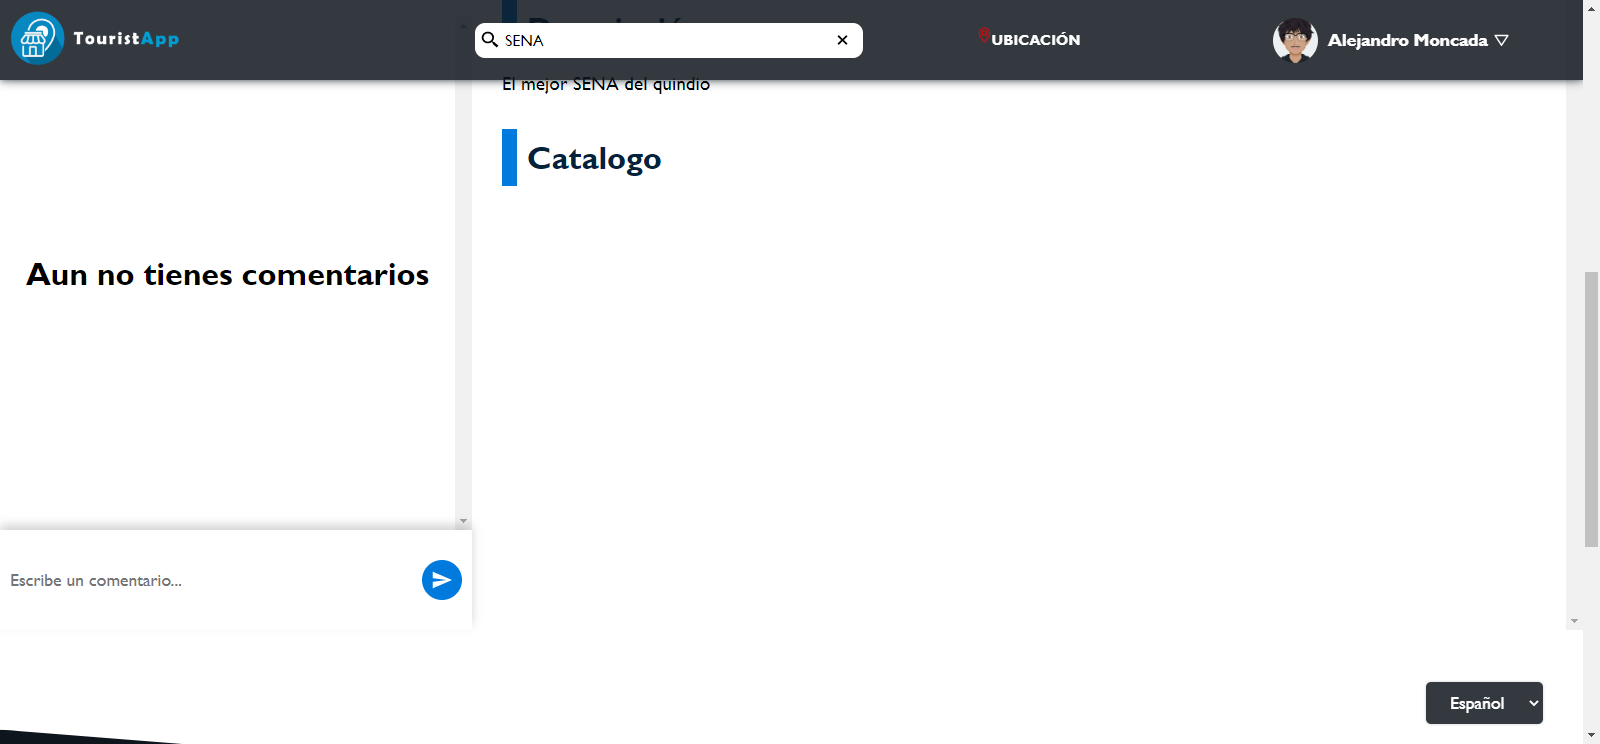 TouristApp
SENA
UBICACIÓN
Alejandro Moncada
El mejor SENA del quindio
Catalogo
Aun no tienes comentarios
Escribe un comentario...
Español